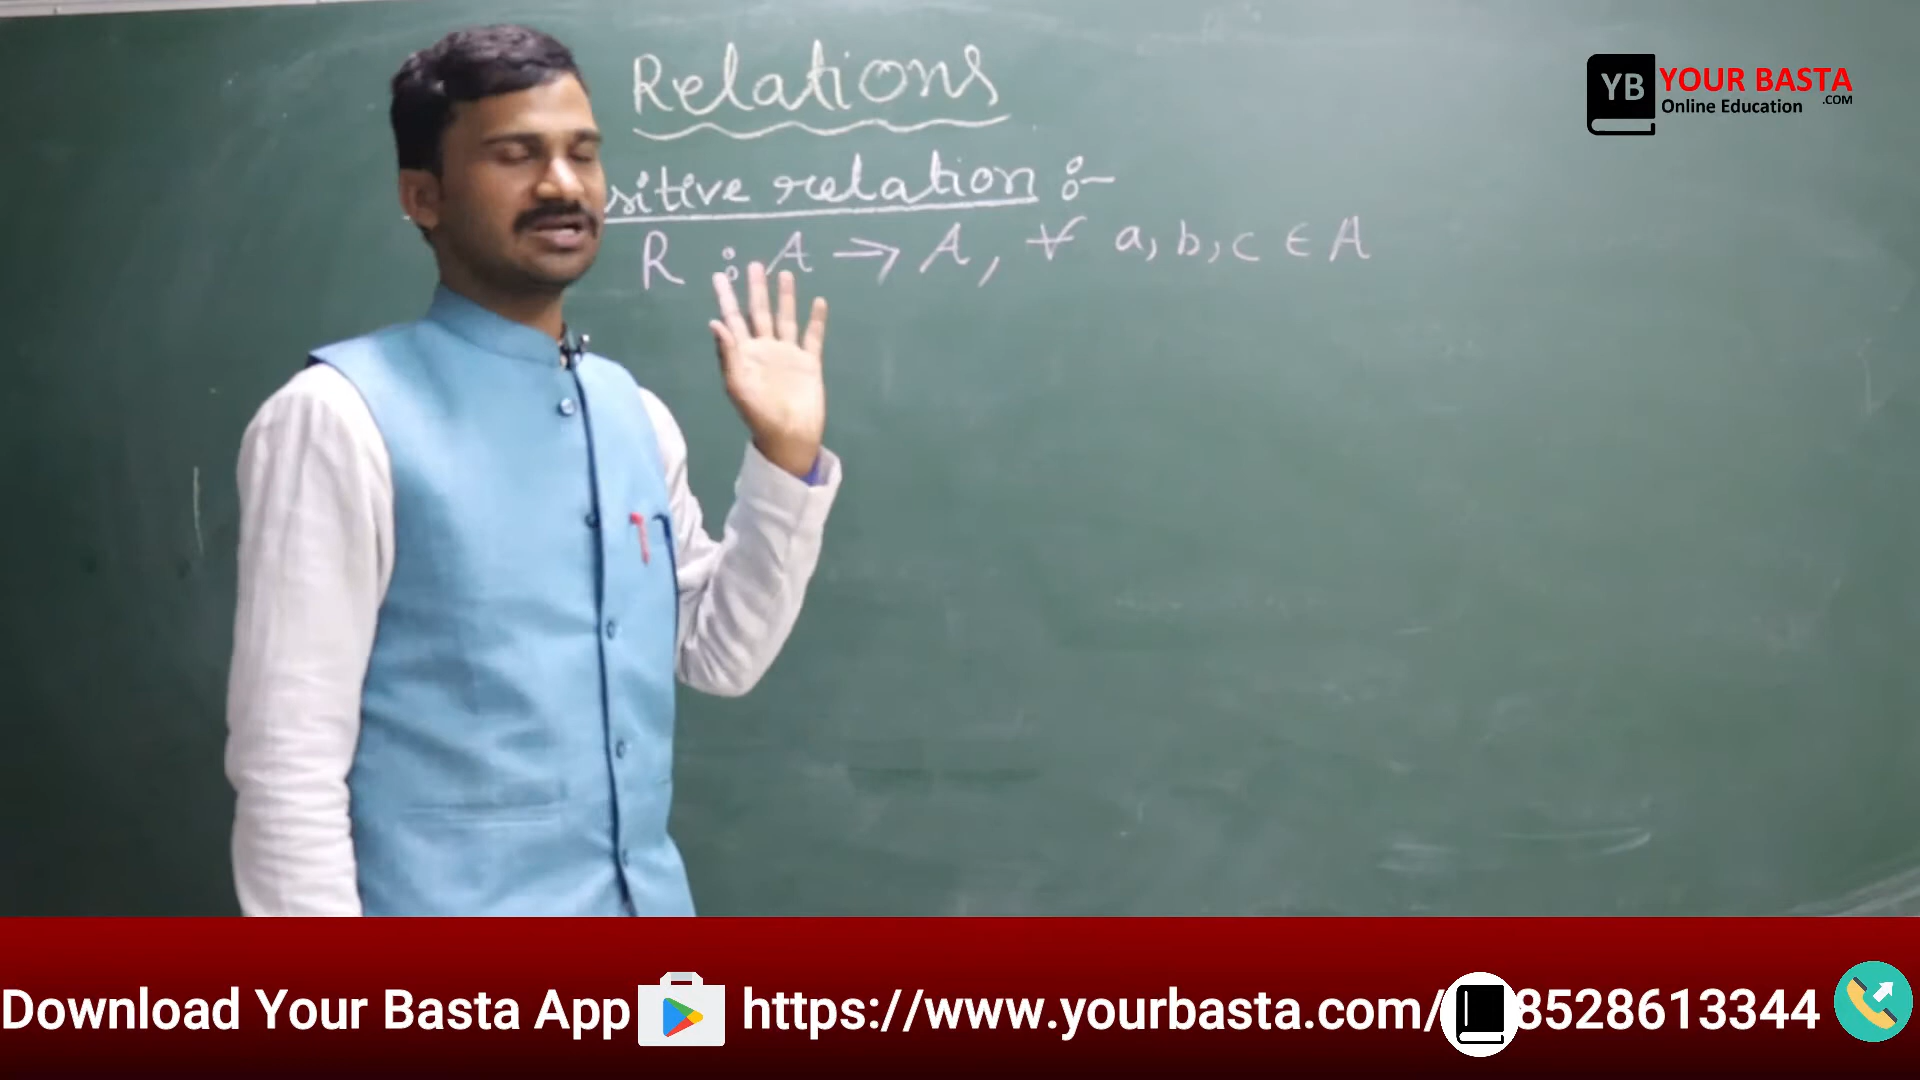 Relations
YB YOUR BASTA
.COM
Online Education
sitive relation :-
R : A → A, ∀ a, b, c ∈ A
Download Your Basta App https://www.yourbasta.com/ 8528613344